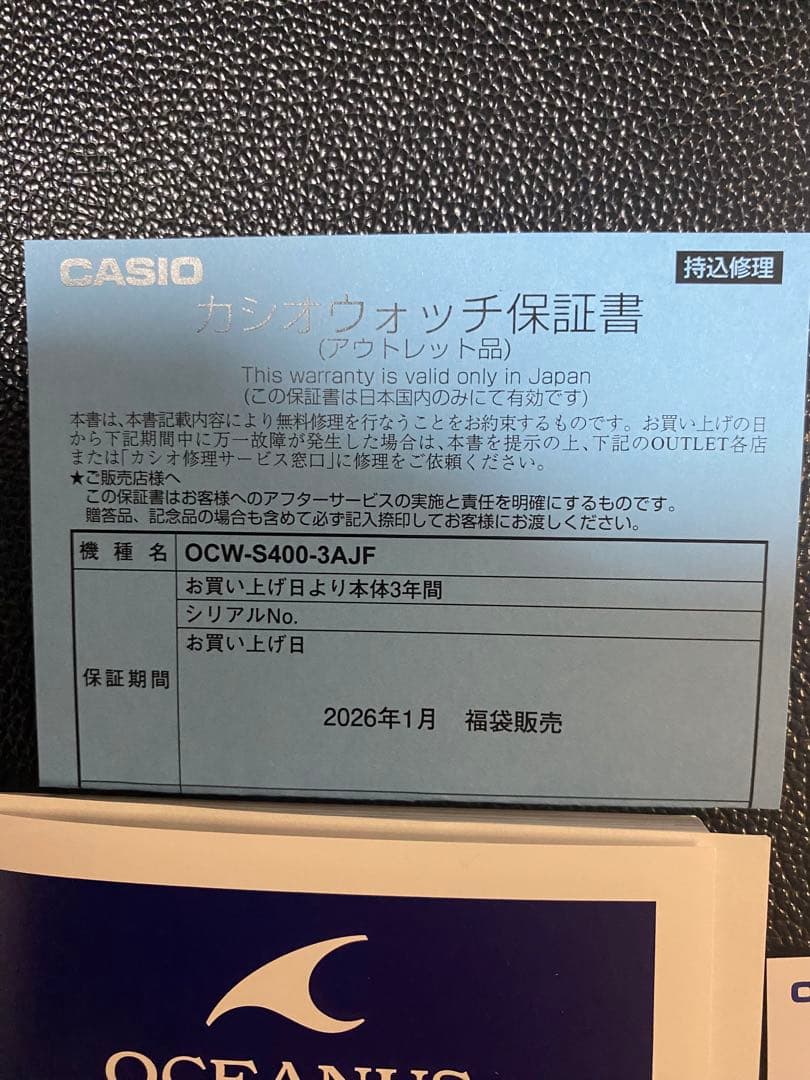 CASIO
持込修理
カシオウォッチ保証書
(アウトレット品)
This warranty is valid only in Japan
(この保証書は日本国内のみにて有効です)
本書は、本書記載内容により無料修理を行なうことをお約束するものです。お買い上げの日
から下記期間中に万一故障が発生した場合は、本書を提示の上、下記のOUTLET各店
または「カシオ修理サービス窓口」に修理をご依頼ください。
★ご販売店様へ
この保証書はお客様へのアフターサービスの実施と責任を明確にするものです。
贈答品、記念品の場合も含めて必ず記入捺印してお客様にお渡しください。
機種名 OCW-S400-3AJF
保証期間
お買い上げ日より本体3年間
シリアルNo.
お買い上げ日
2026年1月 福袋販売
OCEANUS